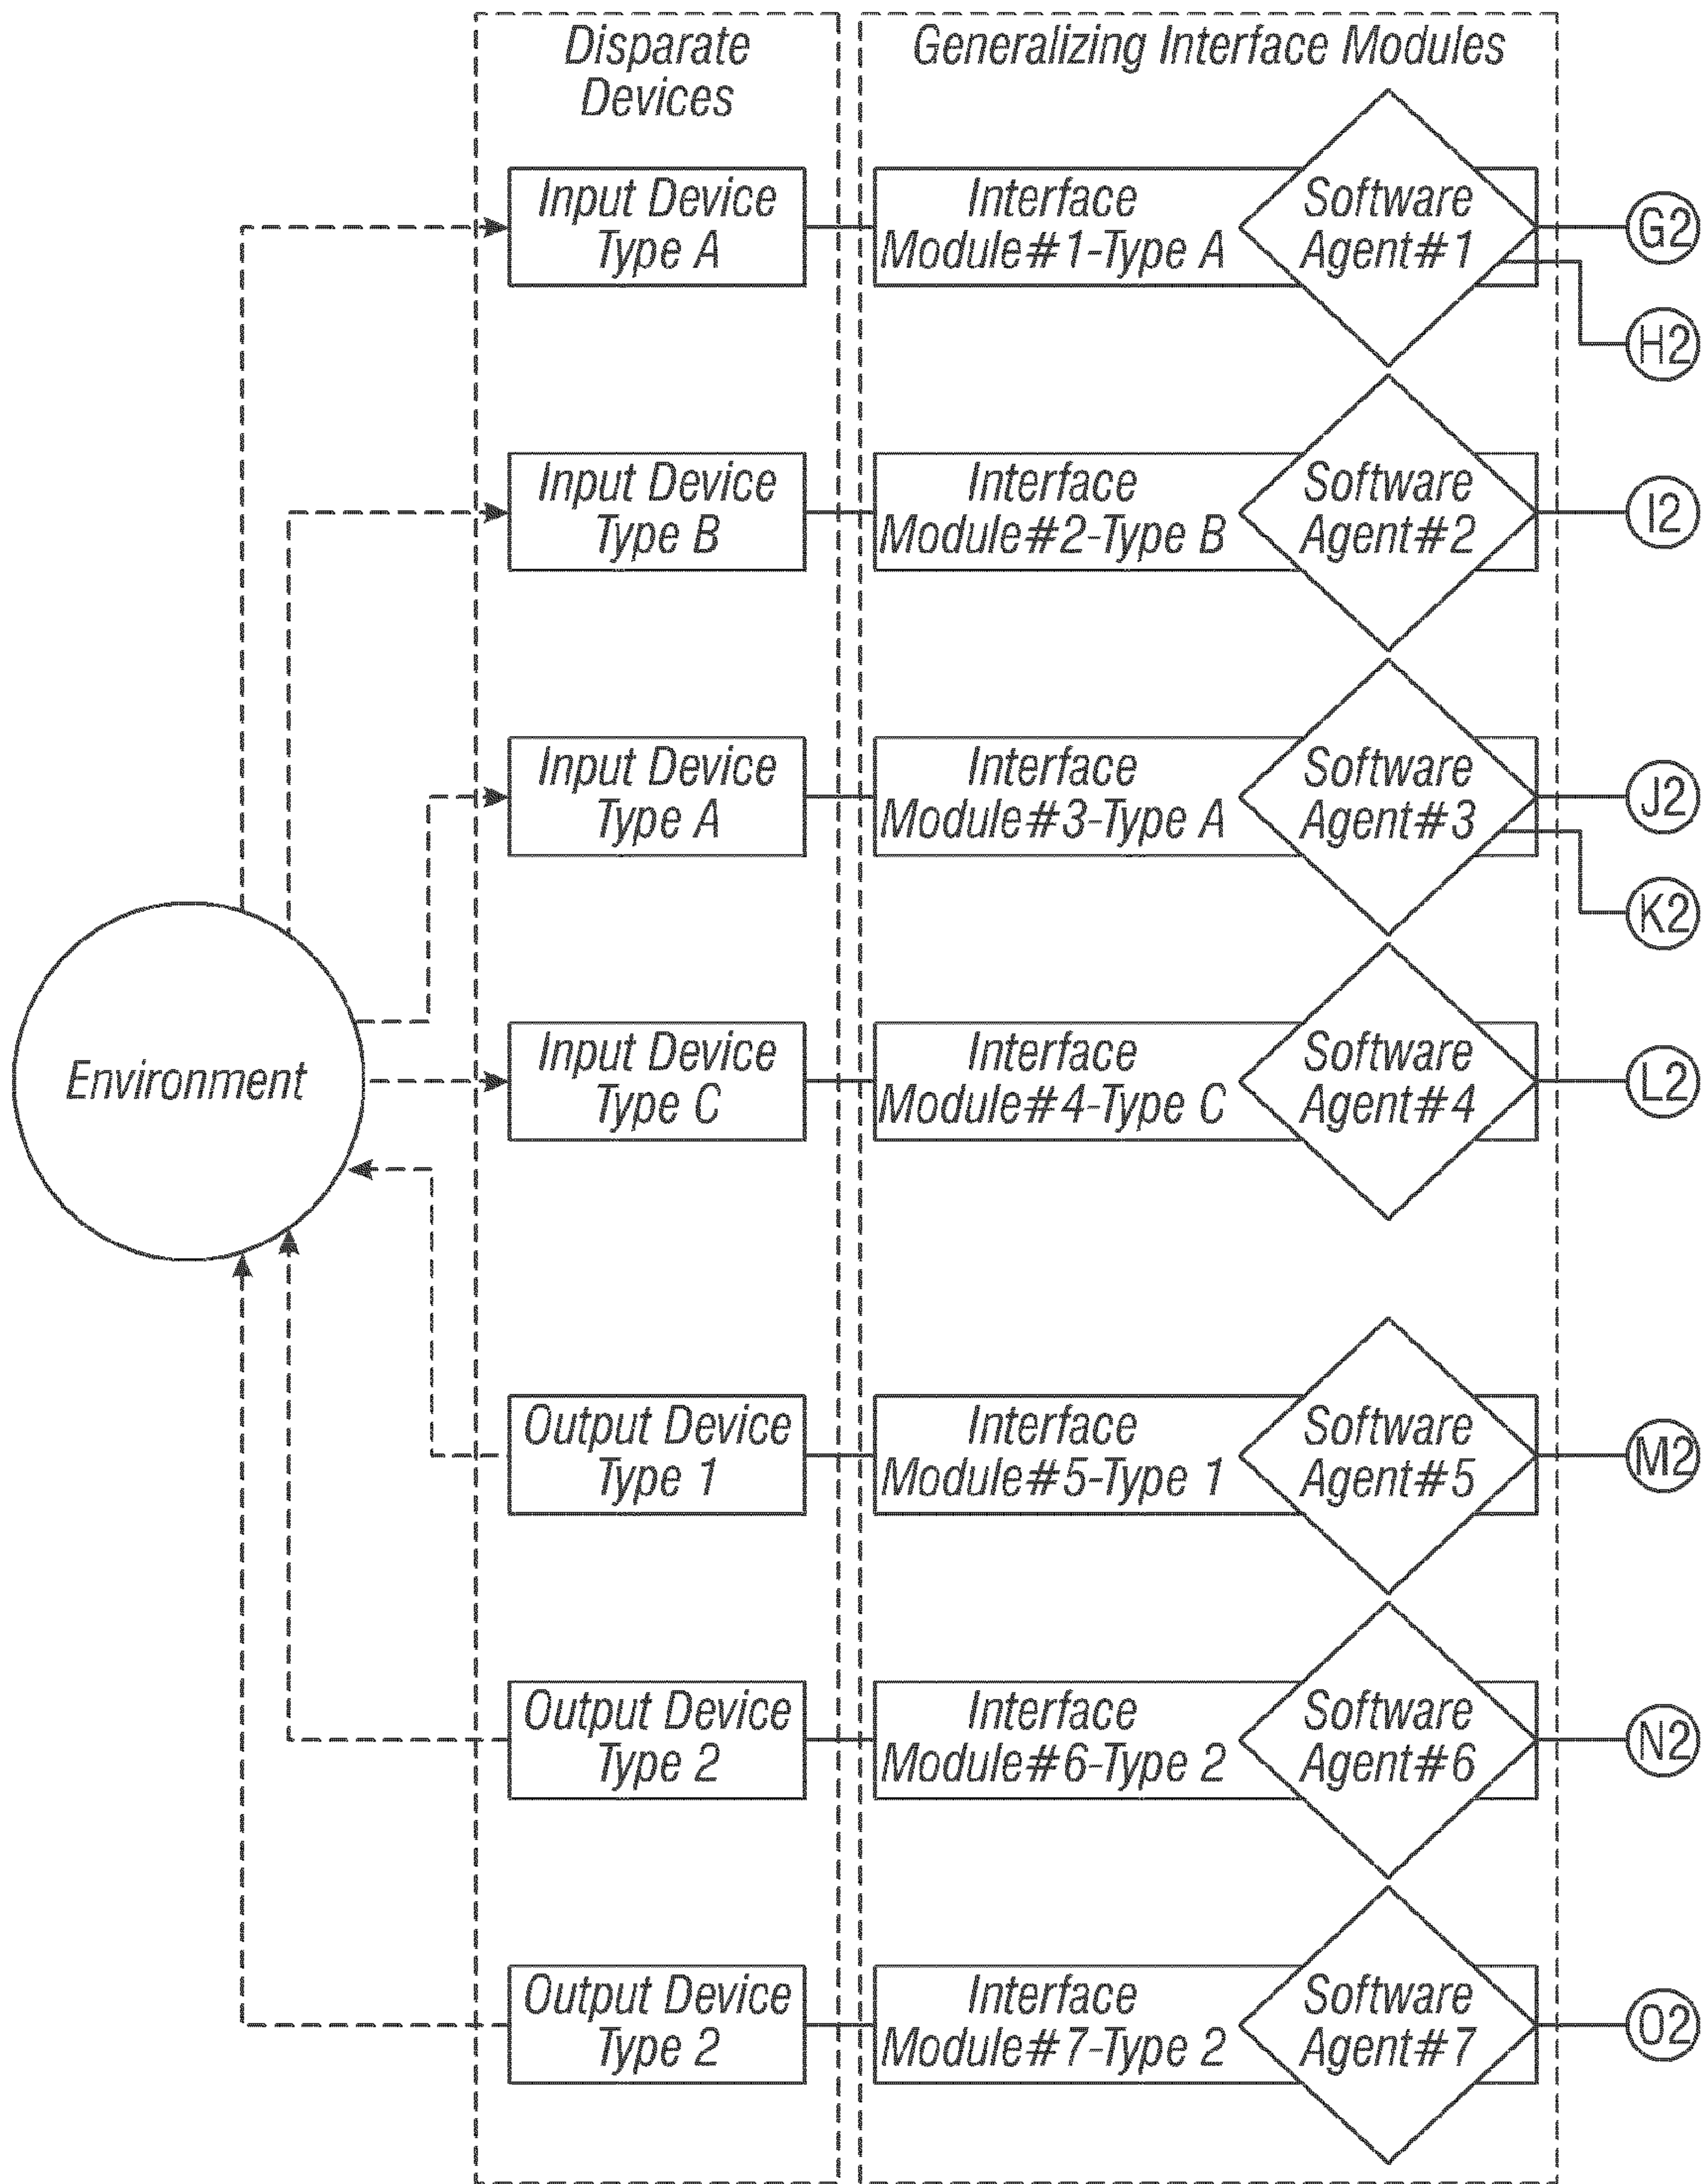 Disparate
Devices
Generalizing Interface Modules
Input Device
Type A
Interface
Module#1-Type A
Software
Agent#1
G2
H2
Input Device
Type B
Interface
Module#2-Type B
Software
Agent#2
I2
Input Device
Type A
Interface
Module#3-Type A
Software
Agent#3
J2
K2
Environment
Input Device
Type C
Interface
Module#4-Type C
Software
Agent#4
L2
Output Device
Type 1
Interface
Module#5-Type 1
Software
Agent#5
M2
Output Device
Type 2
Interface
Module#6-Type 2
Software
Agent#6
N2
Output Device
Type 2
Interface
Module#7-Type 2
Software
Agent#7
O2